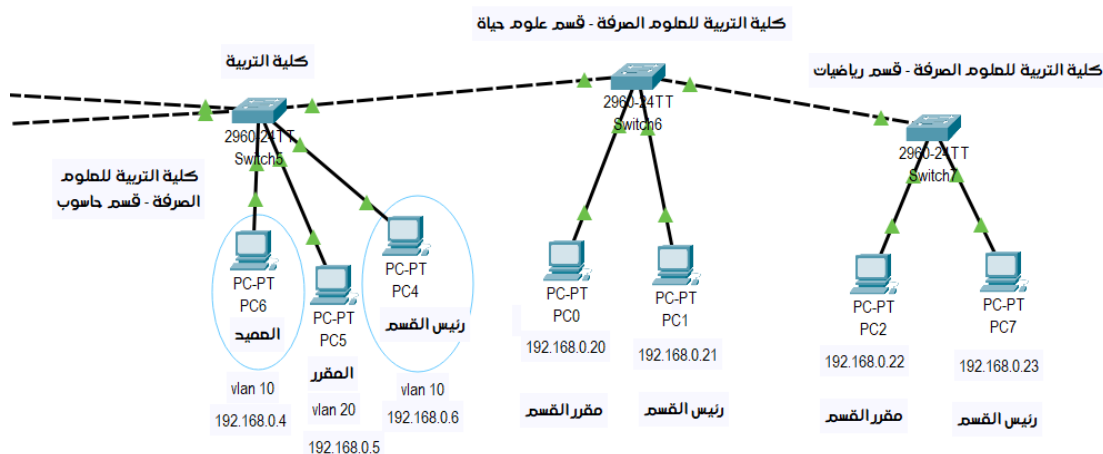 كلية التربية للعلوم الصرفة - قسم علوم حياة
كلية التربية
كلية التربية للعلوم الصرفة - قسم رياضيات
2960-24TT
Switch5
2960-24TT
Switch6
2960-24TT
Switch7
كلية التربية للعلوم
الصرفة - قسم حاسوب
PC-PT
PC6
العميد
vlan 10
192.168.0.4
PC-PT
PC5
المقرر
vlan 20
192.168.0.5
PC-PT
PC4
رئيس القسم
vlan 10
192.168.0.6
PC-PT
PC0
192.168.0.20
مقرر القسم
PC-PT
PC1
192.168.0.21
رئيس القسم
PC-PT
PC2
192.168.0.22
مقرر القسم
PC-PT
PC7
192.168.0.23
رئيس القسم